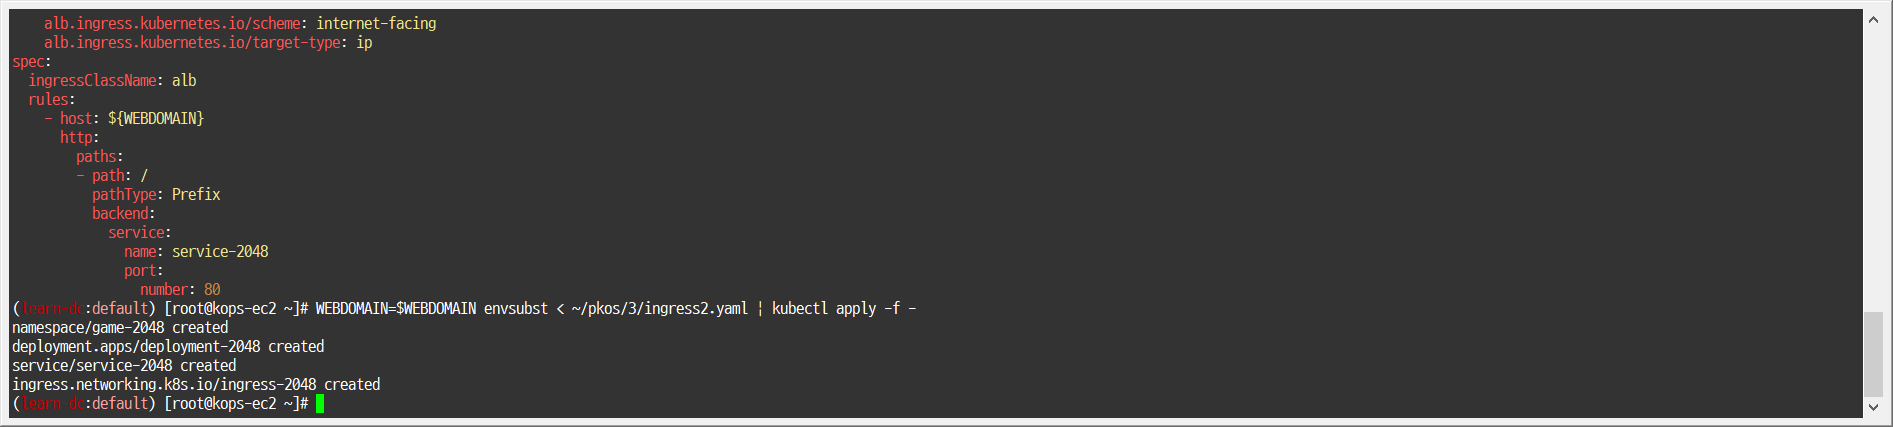 alb.ingress.kubernetes.io/scheme: internet-facing
    alb.ingress.kubernetes.io/target-type: ip
spec:
  ingressClassName: alb
  rules:
    - host: ${WEBDOMAIN}
      http:
        paths:
        - path: /
          pathType: Prefix
          backend:
            service:
              name: service-2048
              port:
                number: 80
(learn-dc:default) [root@kops-ec2 ~]# WEBDOMAIN=$WEBDOMAIN envsubst < ~/pkos/3/ingress2.yaml | kubectl apply -f -
namespace/game-2048 created
deployment.apps/deployment-2048 created
service/service-2048 created
ingress.networking.k8s.io/ingress-2048 created
(learn-dc:default) [root@kops-ec2 ~]#